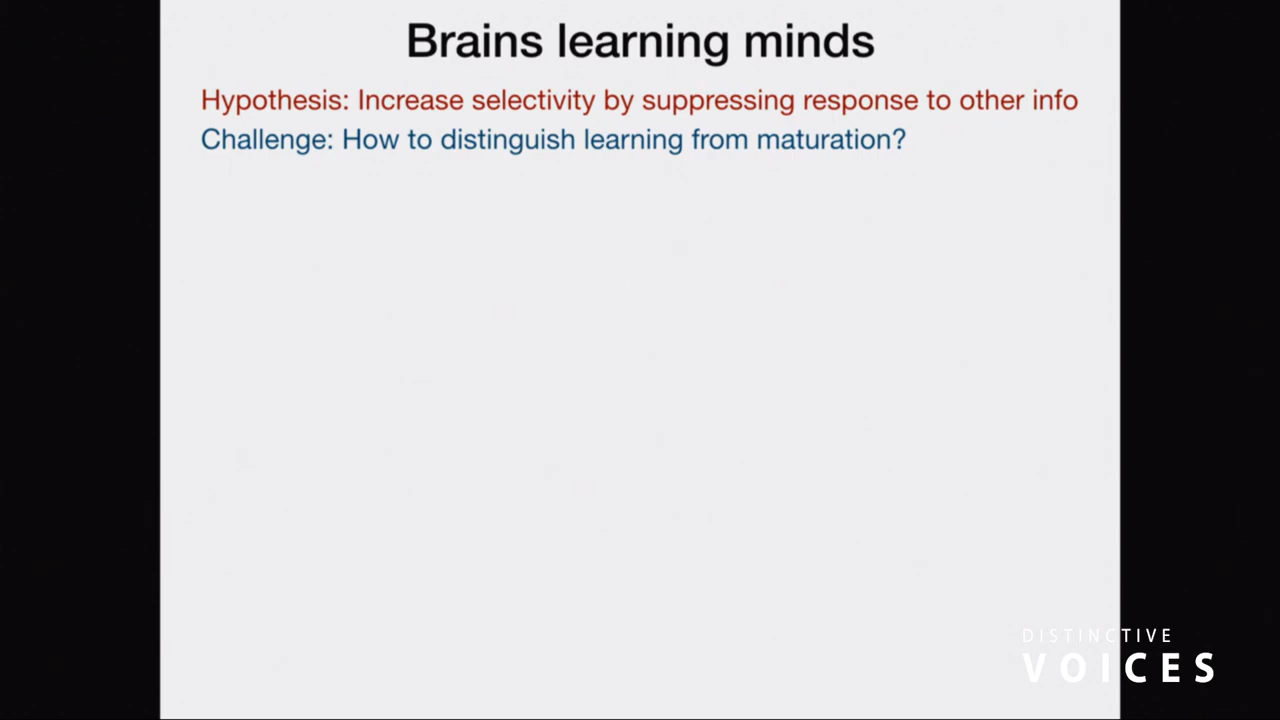 Brains learning minds
Hypothesis: Increase selectivity by suppressing response to other info
Challenge: How to distinguish learning from maturation?
DISTINCTIVE
VOICES